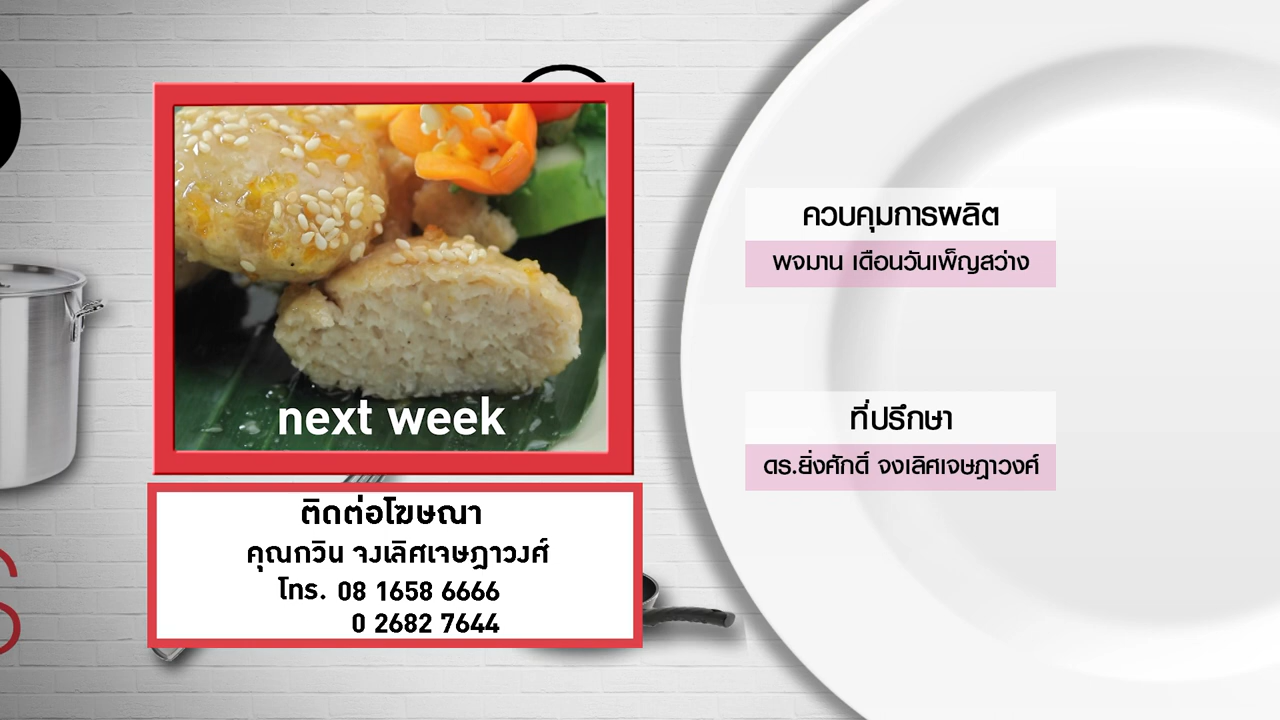 next week
ติดต่อโฆษณา
คุณกวิน จงเลิศเจษฎาวงศ์
โทร. 08 1658 6666
0 2682 7644
ควบคุมการผลิต
พจมาน เดือนวันเพ็ญสว่าง
ที่ปรึกษา
ดร.ยิ่งศักดิ์ จงเลิศเจษฎาวงศ์